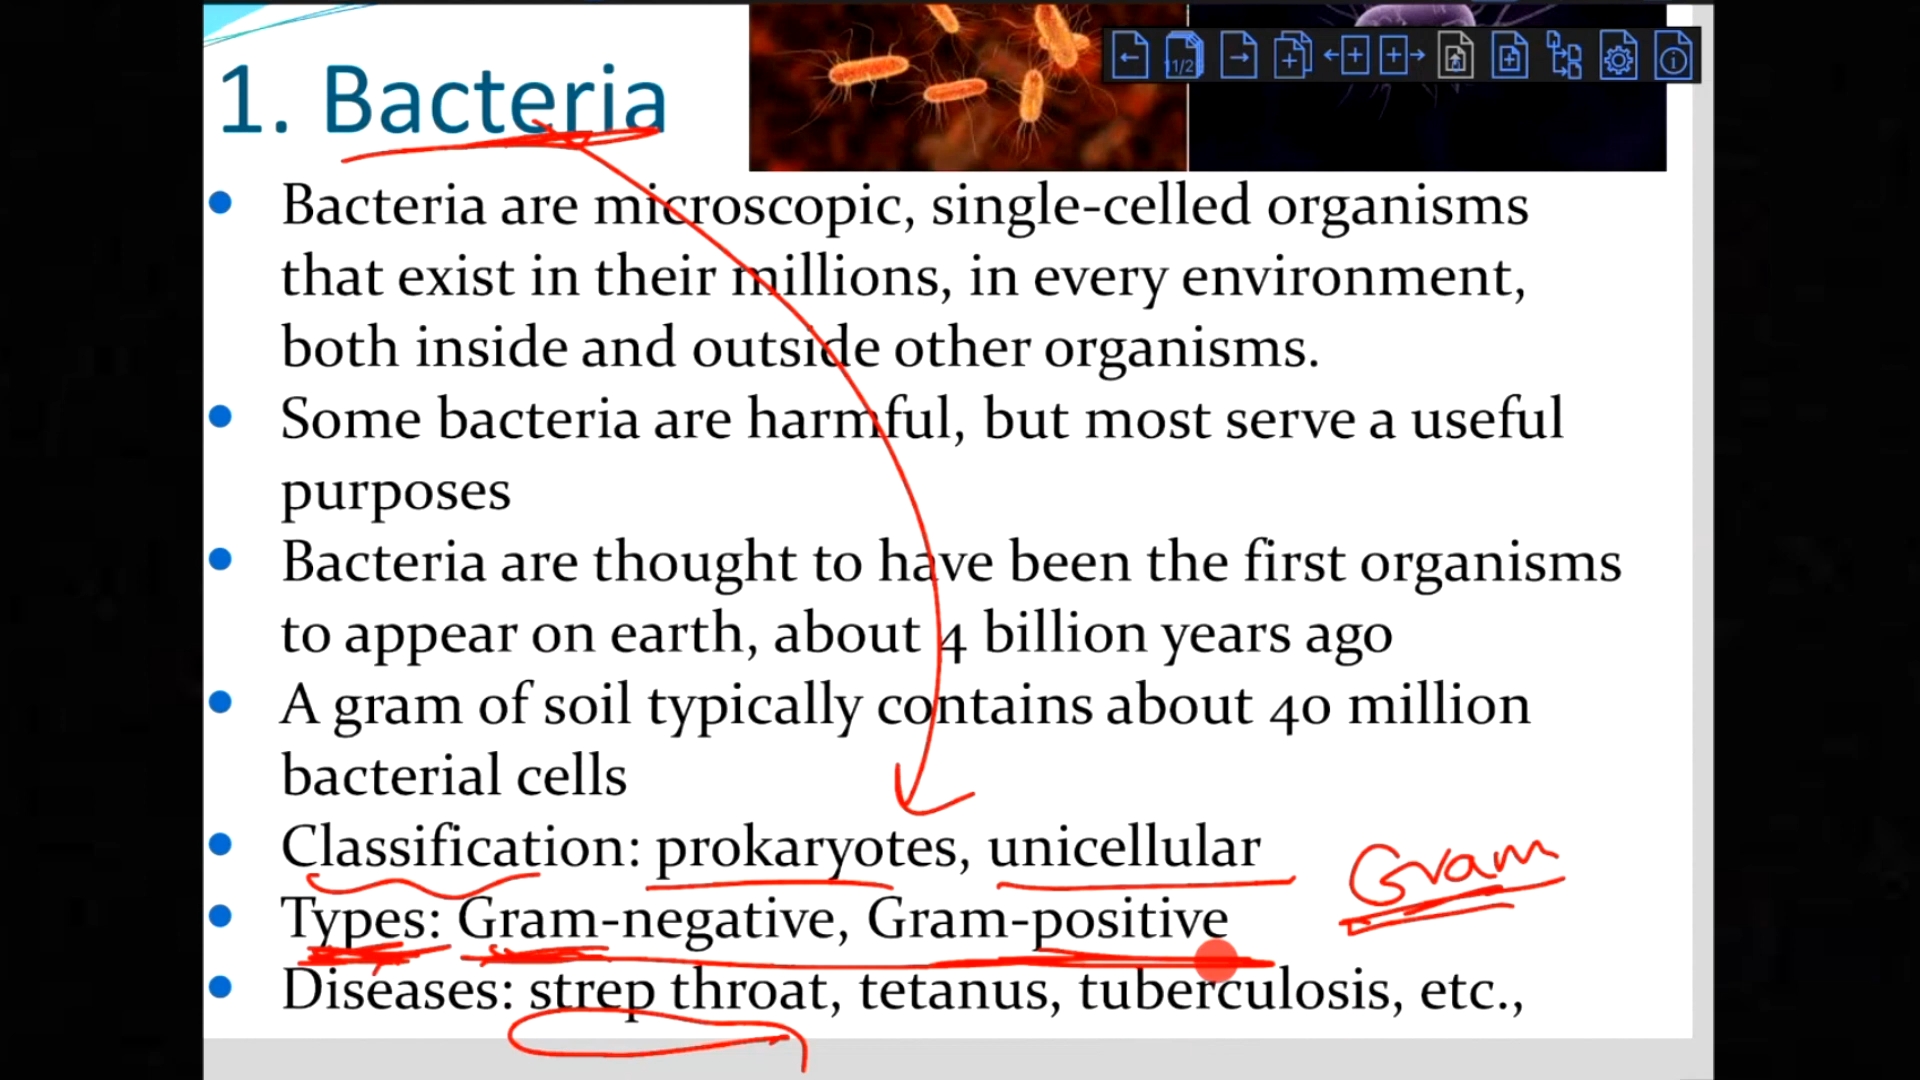 11/2
1. Bacteria
Bacteria are microscopic, single-celled organisms
that exist in their millions, in every environment,
both inside and outside other organisms.
Some bacteria are harmful, but most serve a useful
purposes
Bacteria are thought to have been the first organisms
to appear on earth, about 4 billion years ago
A gram of soil typically contains about 40 million
bacterial cells
Classification: prokaryotes, unicellular
Gram
Types: Gram-negative, Gram-positive
Diseases: strep throat, tetanus, tuberculosis, etc.,